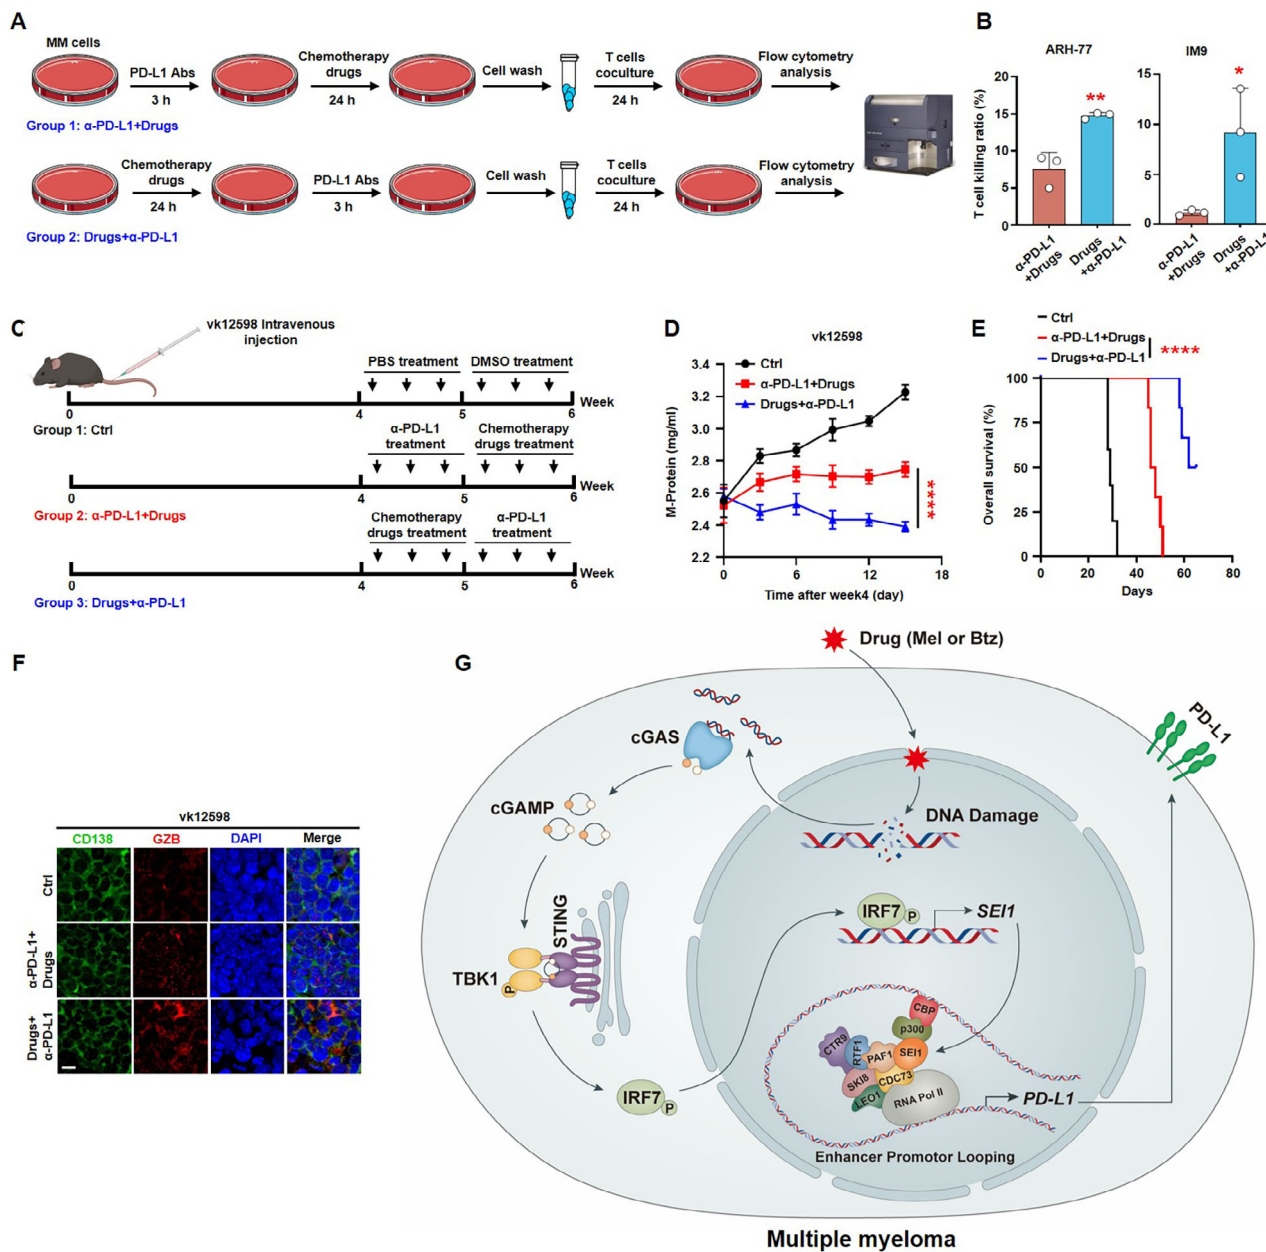 A
MM cells
PD-L1 Abs
3 h
Chemotherapy
drugs
24 h
Cell wash
T cells
coculture
24 h
Flow cytometry
analysis
Group 1: α-PD-L1+Drugs
Chemotherapy
drugs
24 h
PD-L1 Abs
3 h
Cell wash
T cells
coculture
24 h
Flow cytometry
analysis
Group 2: Drugs+α-PD-L1
B
ARH-77
T cell killing ratio (%)
20
15
10
5
0
**
α-PD-L1
+Drugs
Drugs
+α-PD-L1
IM9
15
10
5
0
*
α-PD-L1
+Drugs
Drugs
+α-PD-L1
C
vk12598 Intravenous
injection
PBS treatment
DMSO treatment
0
4
5
6
Week
Group 1: Ctrl
α-PD-L1
treatment
Chemotherapy
drugs treatment
0
4
5
6
Week
Group 2: α-PD-L1+Drugs
Chemotherapy
drugs treatment
α-PD-L1
treatment
0
4
5
6
Week
Group 3: Drugs+α-PD-L1
D
vk12598
Ctrl
α-PD-L1+Drugs
Drugs+α-PD-L1
M-Protein (mg/ml)
3.4
3.2
3.0
2.8
2.6
2.4
2.2
0
6
12
18
Time after week4 (day)
****
E
Ctrl
α-PD-L1+Drugs
Drugs+α-PD-L1
****
Overall survival (%)
100
75
50
25
0
0
20
40
60
80
Days
F
vk12598
CD138
GZB
DAPI
Merge
Ctrl
α-PD-L1+
Drugs
Drugs+
α-PD-L1
G
Drug (Mel or Btz)
PD-L1
cGAS
cGAMP
DNA Damage
STING
TBK1
P
IRF7
P
IRF7
P
SEI1
CBP
p300
CTR9
RTF1
PAF1
SEI1
SKI8
CDC73
LEO1
RNA Pol II
PD-L1
Enhancer Promotor Looping
Multiple myeloma